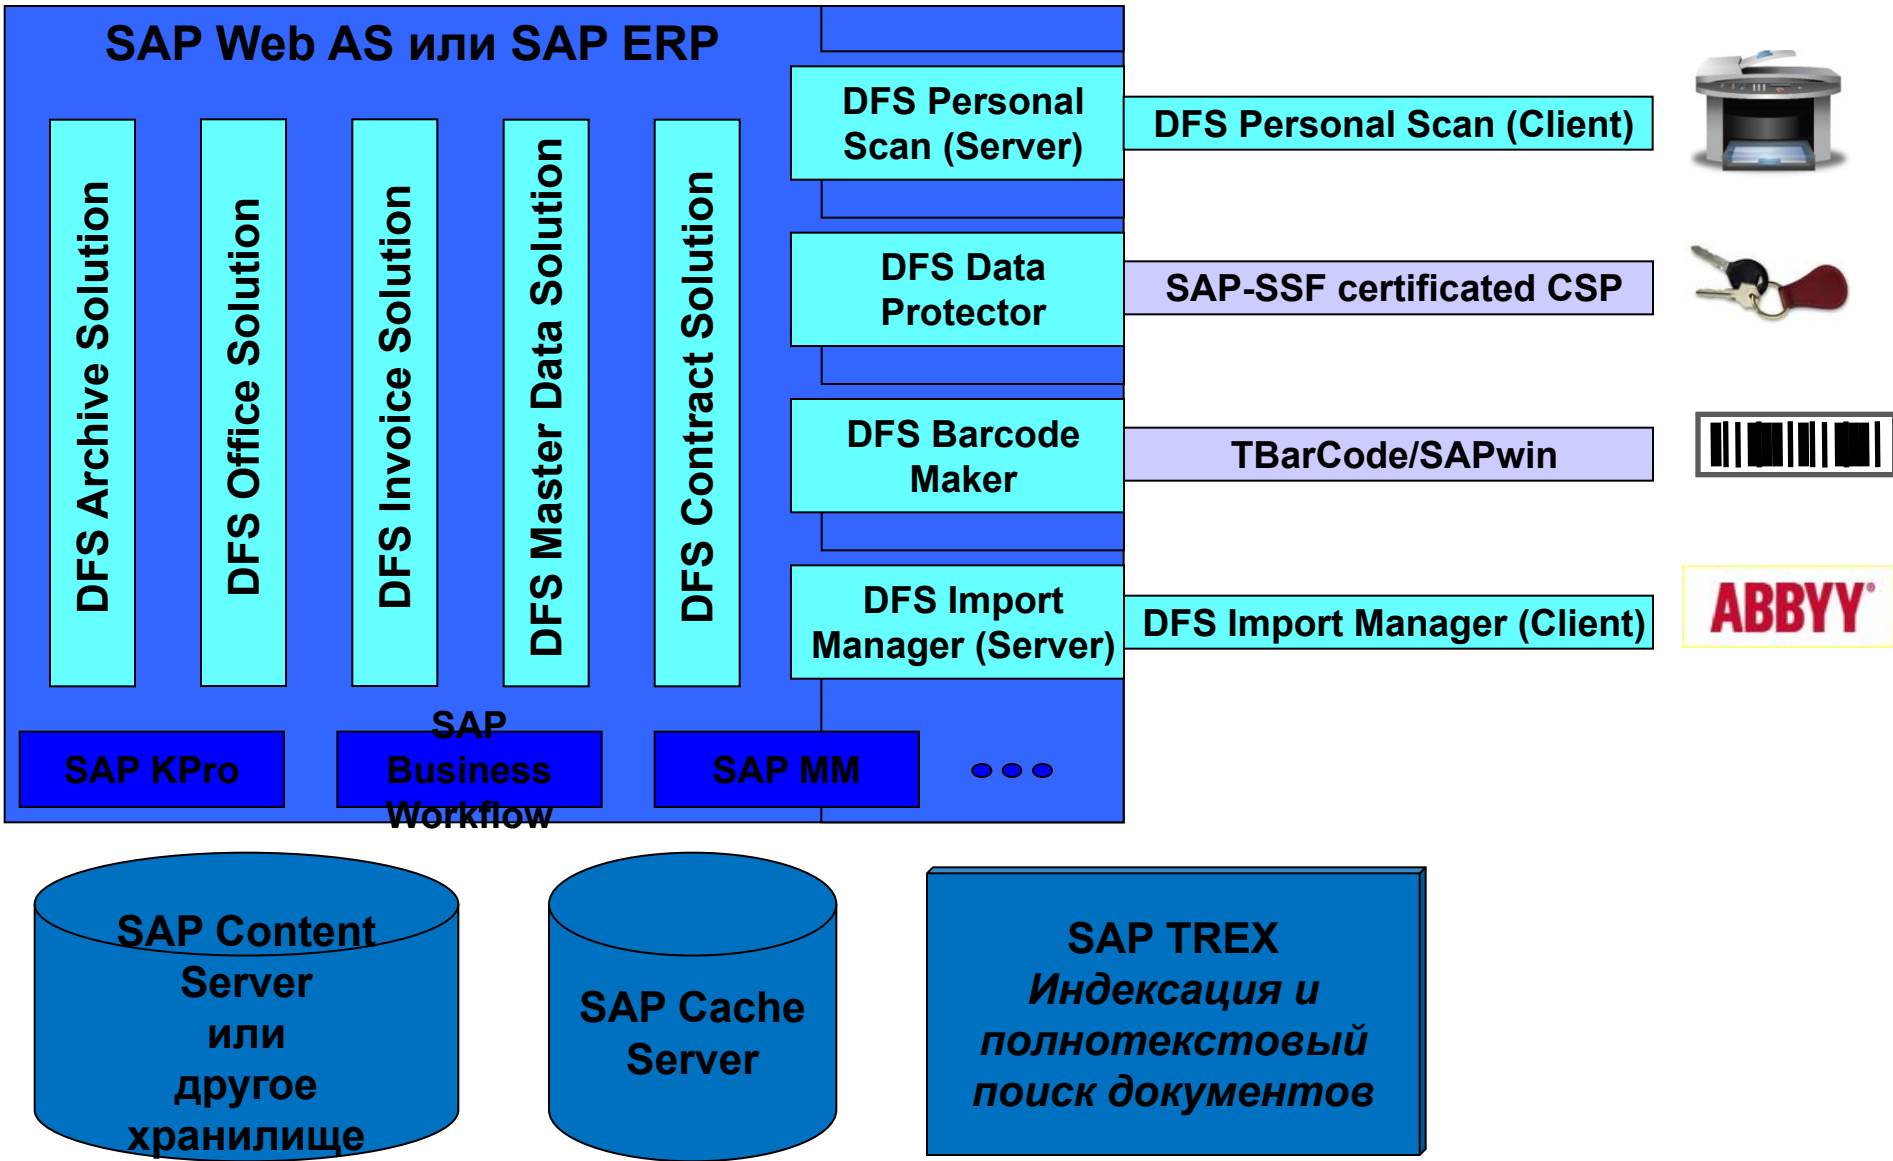 SAP Web AS или SAP ERP
DFS Archive Solution
DFS Office Solution
DFS Invoice Solution
DFS Master Data Solution
DFS Contract Solution
DFS Personal
Scan (Server)
DFS Personal Scan (Client)
DFS Data
Protector
SAP-SSF certificated CSP
DFS Barcode
Maker
TBarCode/SAPwin
DFS Import
Manager (Server)
DFS Import Manager (Client)
ABBYY®
SAP KPro
SAP
Business
Workflow
SAP MM
SAP Content
Server
или
другое
хранилище
SAP Cache
Server
SAP TREX
Индексация и
полнотекстовый
поиск документов